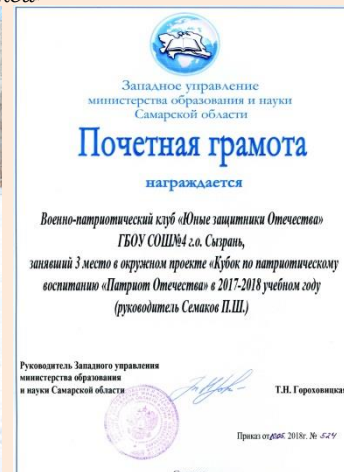 Западное управление
министерства образования и науки
Самарской области
Почетная грамота
награждается
Военно-патриотический клуб «Юные защитники Отечества»
ГБОУ СОШ№4 г.о. Сызрань,
занявший 3 место в окружном проекте «Кубок по патриотическому
воспитанию «Патриот Отечества» в 2017-2018 учебном году
(руководитель Семаков П.Ш.)
Руководитель Западного управления
министерства образования
и науки Самарской области
Т.Н. Гороховицкая
Приказ от 2018г. № 524